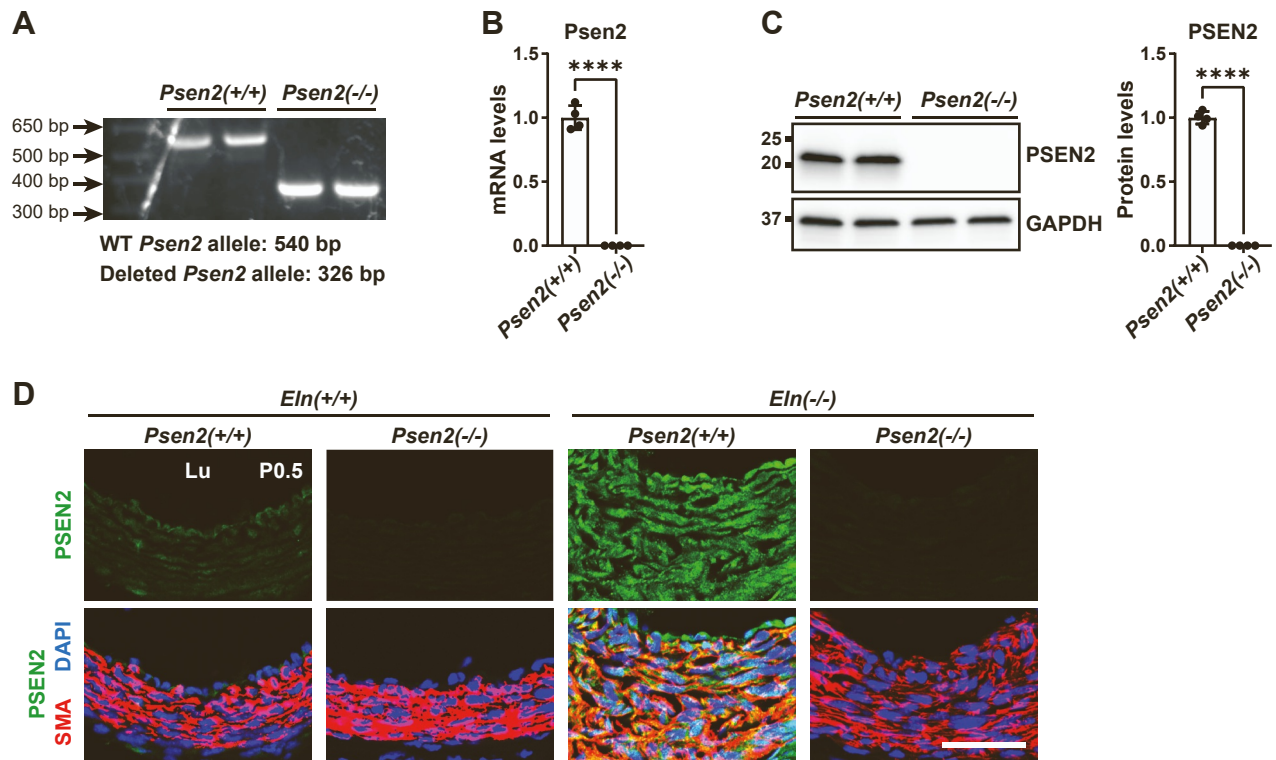 A
Psen2(+/+) Psen2(-/-)
650 bp
500 bp
400 bp
300 bp
WT Psen2 allele: 540 bp
Deleted Psen2 allele: 326 bp
B
Psen2
mRNA levels
1.5
1.0
0.5
0.0
****
Psen2(+/+)
Psen2(-/-)
C
Psen2(+/+) Psen2(-/-)
25
20
PSEN2
37
GAPDH
PSEN2
Protein levels
1.5
1.0
0.5
0.0
****
Psen2(+/+)
Psen2(-/-)
D
Eln(+/+) Eln(-/-)
Psen2(+/+) Psen2(-/-) Psen2(+/+) Psen2(-/-)
Lu P0.5
PSEN2
PSEN2
SMA DAPI